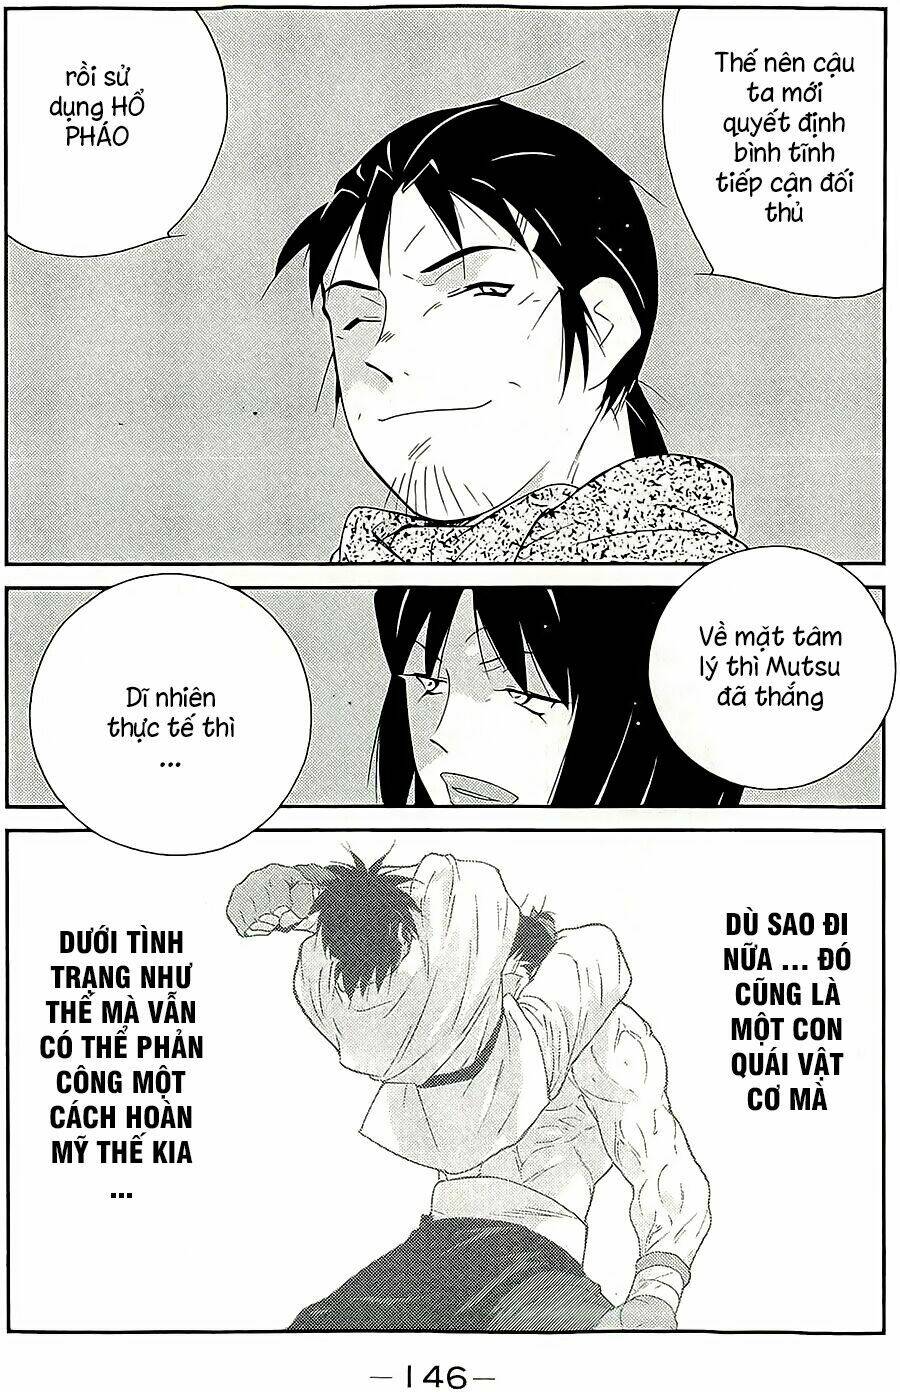 Thế nên cậu
ta mới
quyết định
bình tĩnh
tiếp cận đối
thủ
rồi sử
dụng HỔ
PHÁO
Về mặt tâm
lý thì Mutsu
đã thắng
Dĩ nhiên
thực tế thì
...
DÙ SAO ĐI
NỮA ... ĐÓ
CŨNG LÀ
MỘT CON
QUÁI VẬT
CƠ MÀ
DƯỚI TÌNH
TRẠNG NHƯ
THẾ MÀ VẪN
CÓ THỂ PHẢN
CÔNG MỘT
CÁCH HOÀN
MỸ THẾ KIA
...
—146—